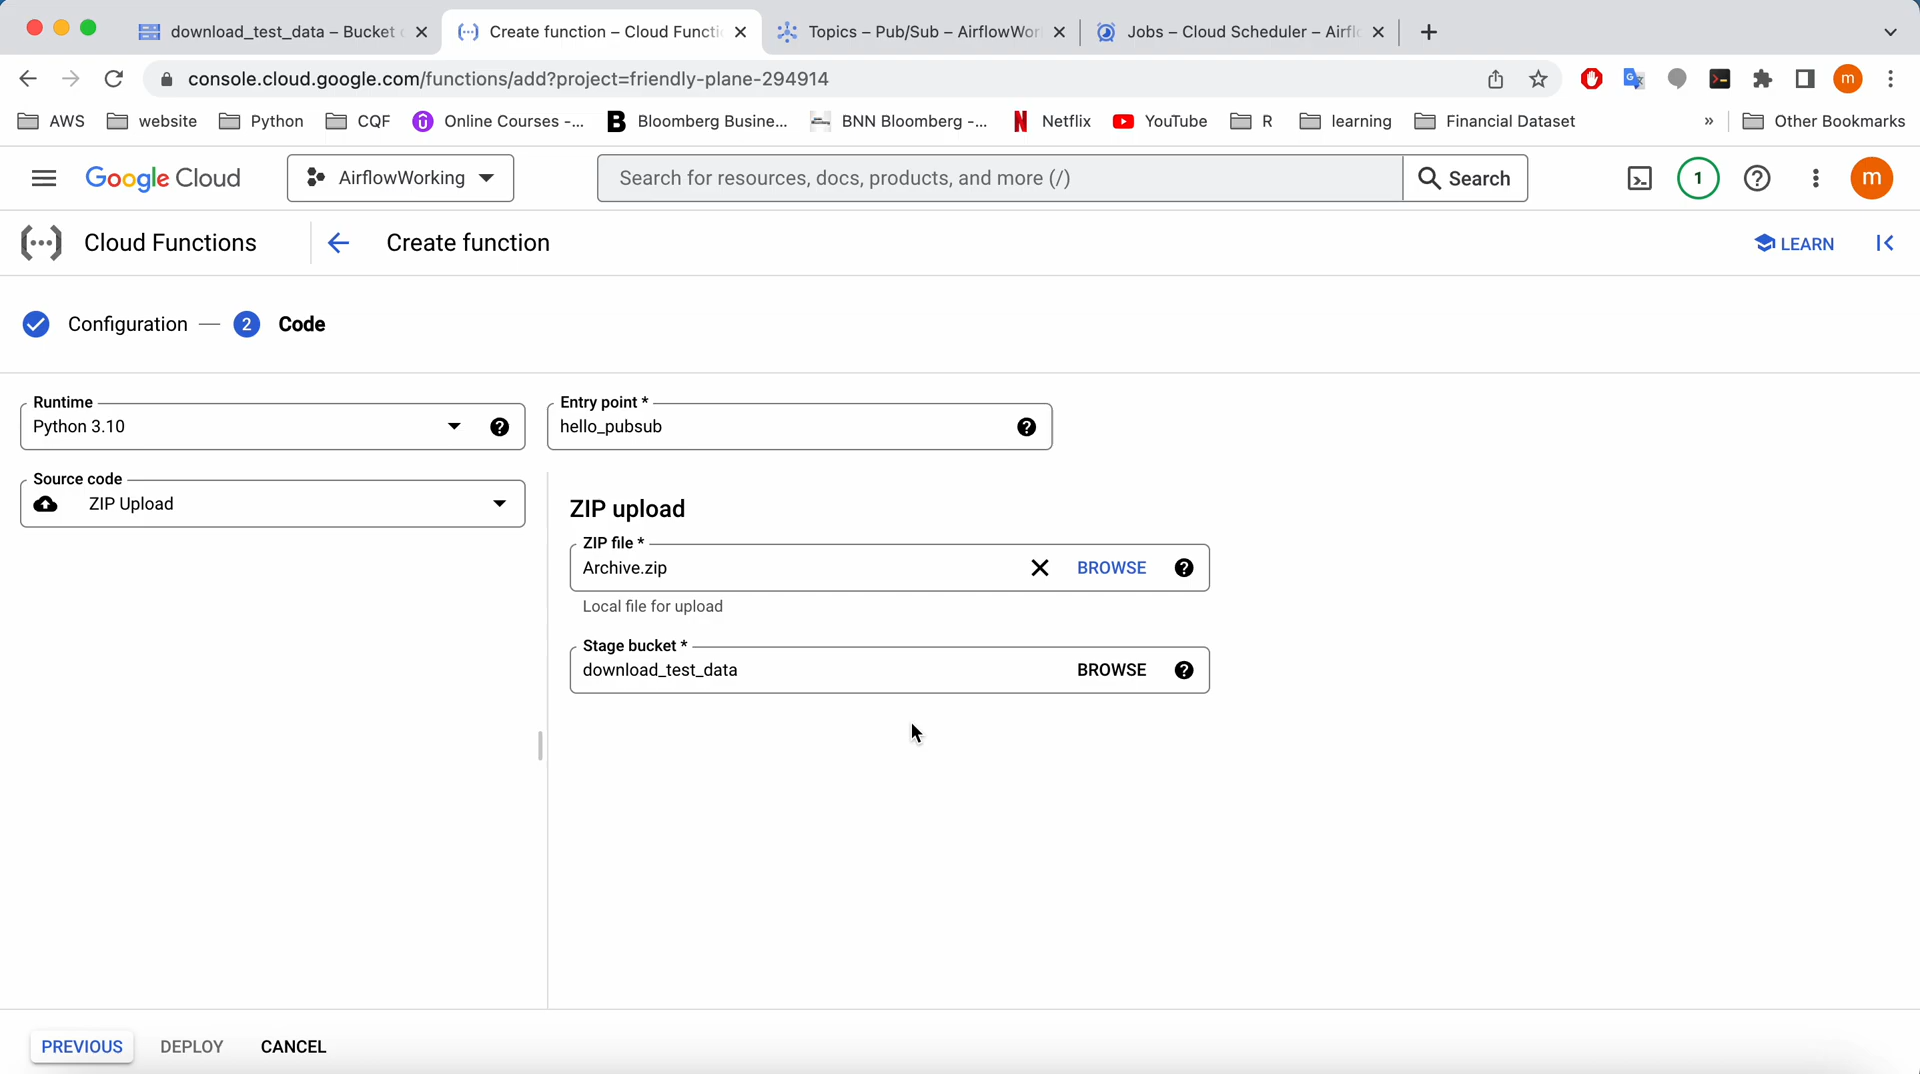 download_test_data – Bucket
Create function – Cloud Functi
Topics – Pub/Sub – AirflowWor
Jobs – Cloud Scheduler – Airfl
console.cloud.google.com/functions/add?project=friendly-plane-294914
m
AWS
website
Python
CQF
Online Courses -...
Bloomberg Busine...
BNN Bloomberg -...
Netflix
YouTube
R
learning
Financial Dataset
»
Other Bookmarks
Google Cloud
AirflowWorking
Search for resources, docs, products, and more (/)
Search
1
m
Cloud Functions
Create function
LEARN
Configuration
2
Code
Runtime
Python 3.10
Entry point *
hello_pubsub
Source code
ZIP Upload
ZIP upload
ZIP file *
Archive.zip
BROWSE
Local file for upload
Stage bucket *
download_test_data
BROWSE
PREVIOUS
DEPLOY
CANCEL